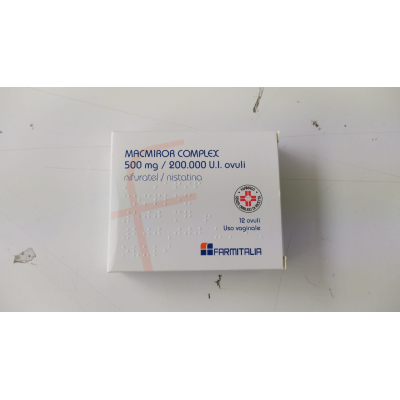 MACMIROR COMPLEX
500 mg / 200.000 U.I. ovuli
nifuratel / nistatina
12 ovuli
Uso vaginale
FARMITALIA